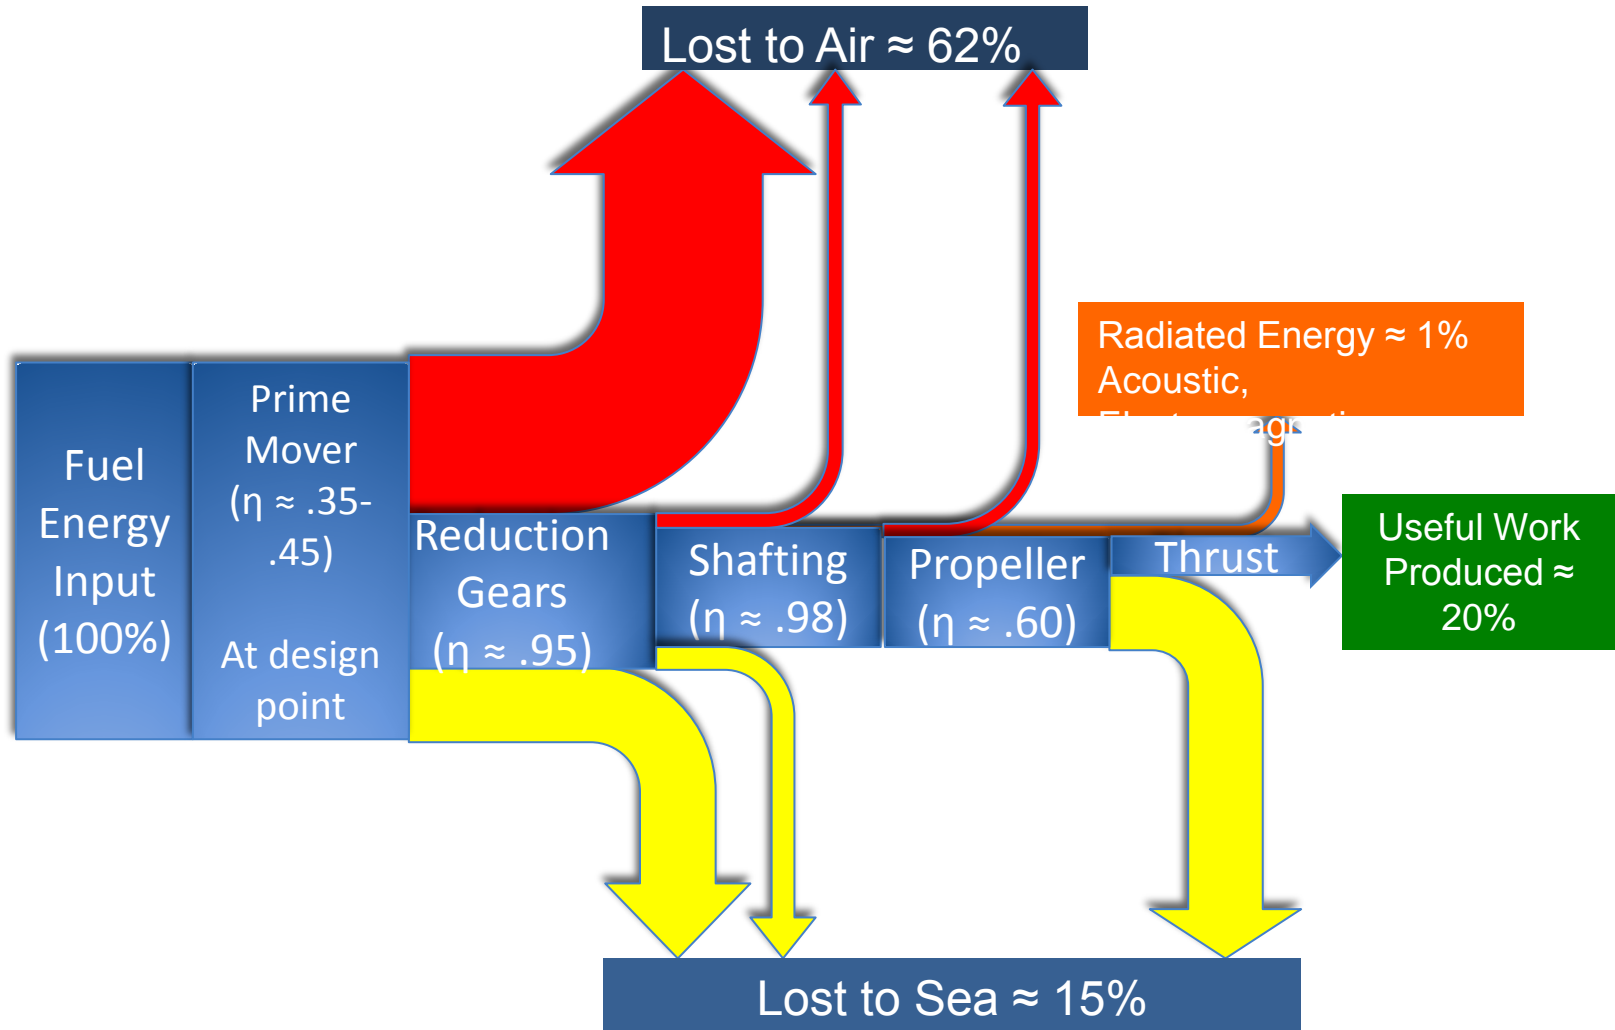 Lost to Air ≈ 62%
Radiated Energy ≈ 1%
Acoustic,
Fuel
Energy
Input
(100%)
Prime
Mover
(η ≈ .35-
.45)
At design
point
Reduction
Gears
(η ≈ .95)
Shafting
(η ≈ .98)
Propeller
(η ≈ .60)
Thrust
Useful Work
Produced ≈
20%
Lost to Sea ≈ 15%